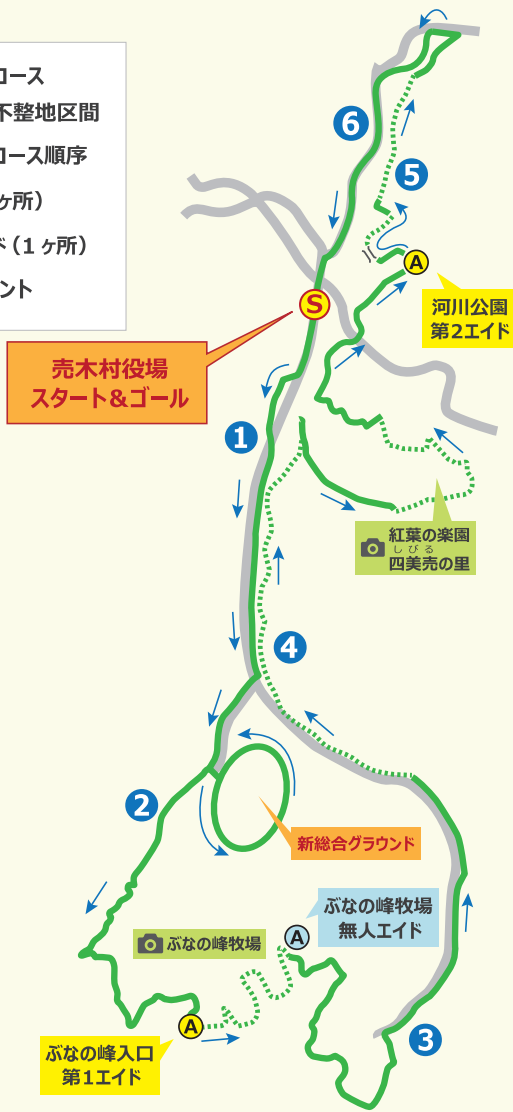 コース
不整地区間
コース順序
ヶ所）
ド（1ヶ所）
ント
6
5
A
河川公園
第2エイド
S
売木村役場
スタート&ゴール
1
紅葉の楽園
しびる
四美売の里
4
2
新総合グラウンド
ぶなの峰牧場
無人エイド
A
ぶなの峰牧場
A
ぶなの峰入口
第1エイド
3